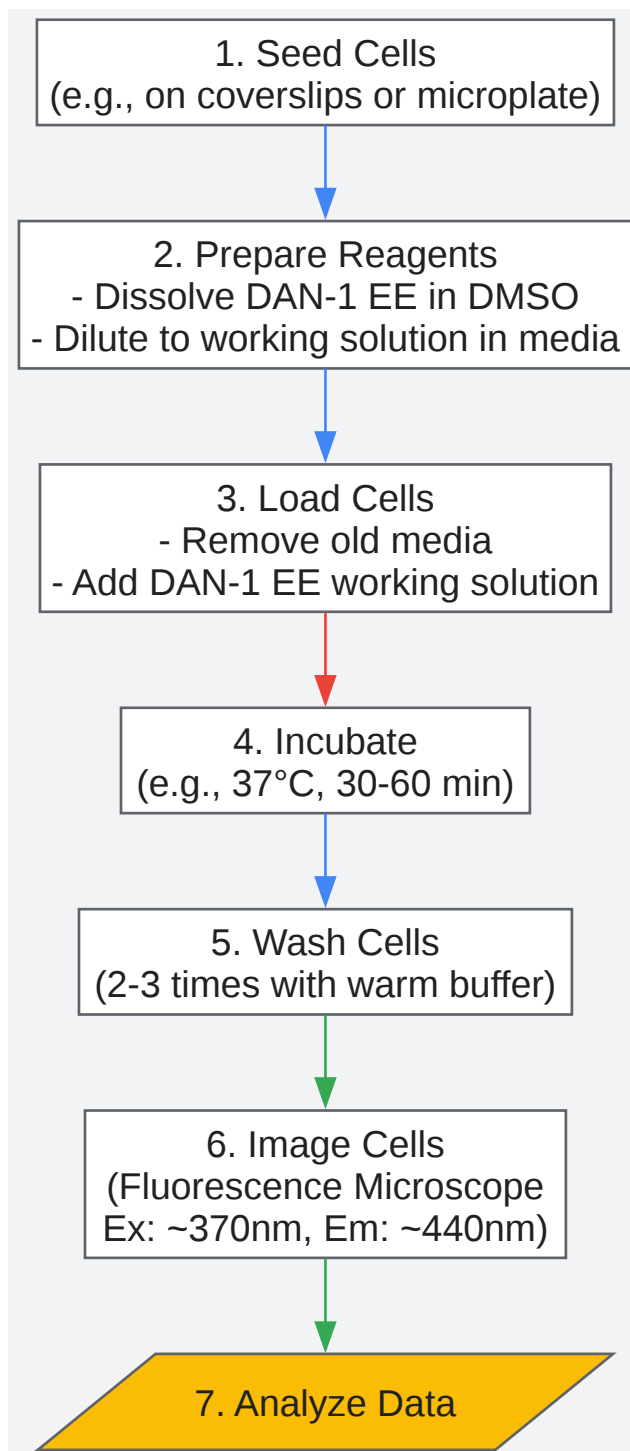 1. Seed Cells
(e.g., on coverslips or microplate)
2. Prepare Reagents
- Dissolve DAN-1 EE in DMSO
- Dilute to working solution in media
3. Load Cells
- Remove old media
- Add DAN-1 EE working solution
4. Incubate
(e.g., 37°C, 30-60 min)
5. Wash Cells
(2-3 times with warm buffer)
6. Image Cells
(Fluorescence Microscope
Ex: ~370nm, Em: ~440nm)
7. Analyze Data